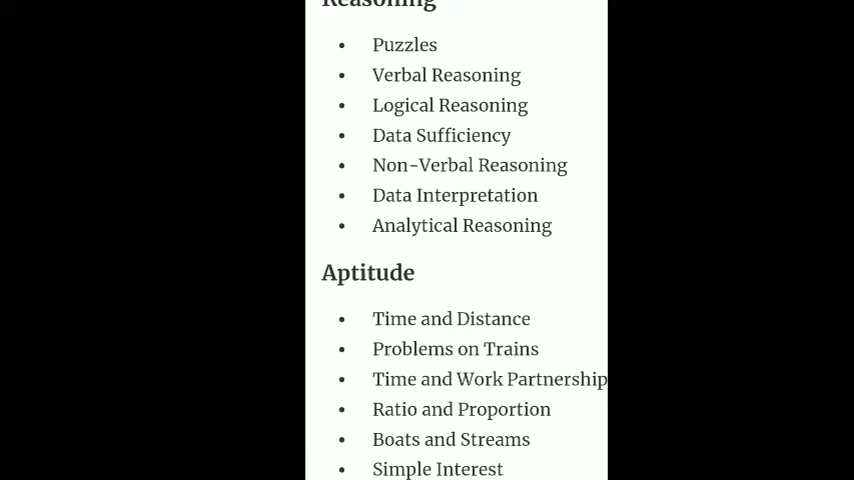 Reasoning
• Puzzles
• Verbal Reasoning
• Logical Reasoning
• Data Sufficiency
• Non-Verbal Reasoning
• Data Interpretation
• Analytical Reasoning
Aptitude
• Time and Distance
• Problems on Trains
• Time and Work Partnership
• Ratio and Proportion
• Boats and Streams
• Simple Interest